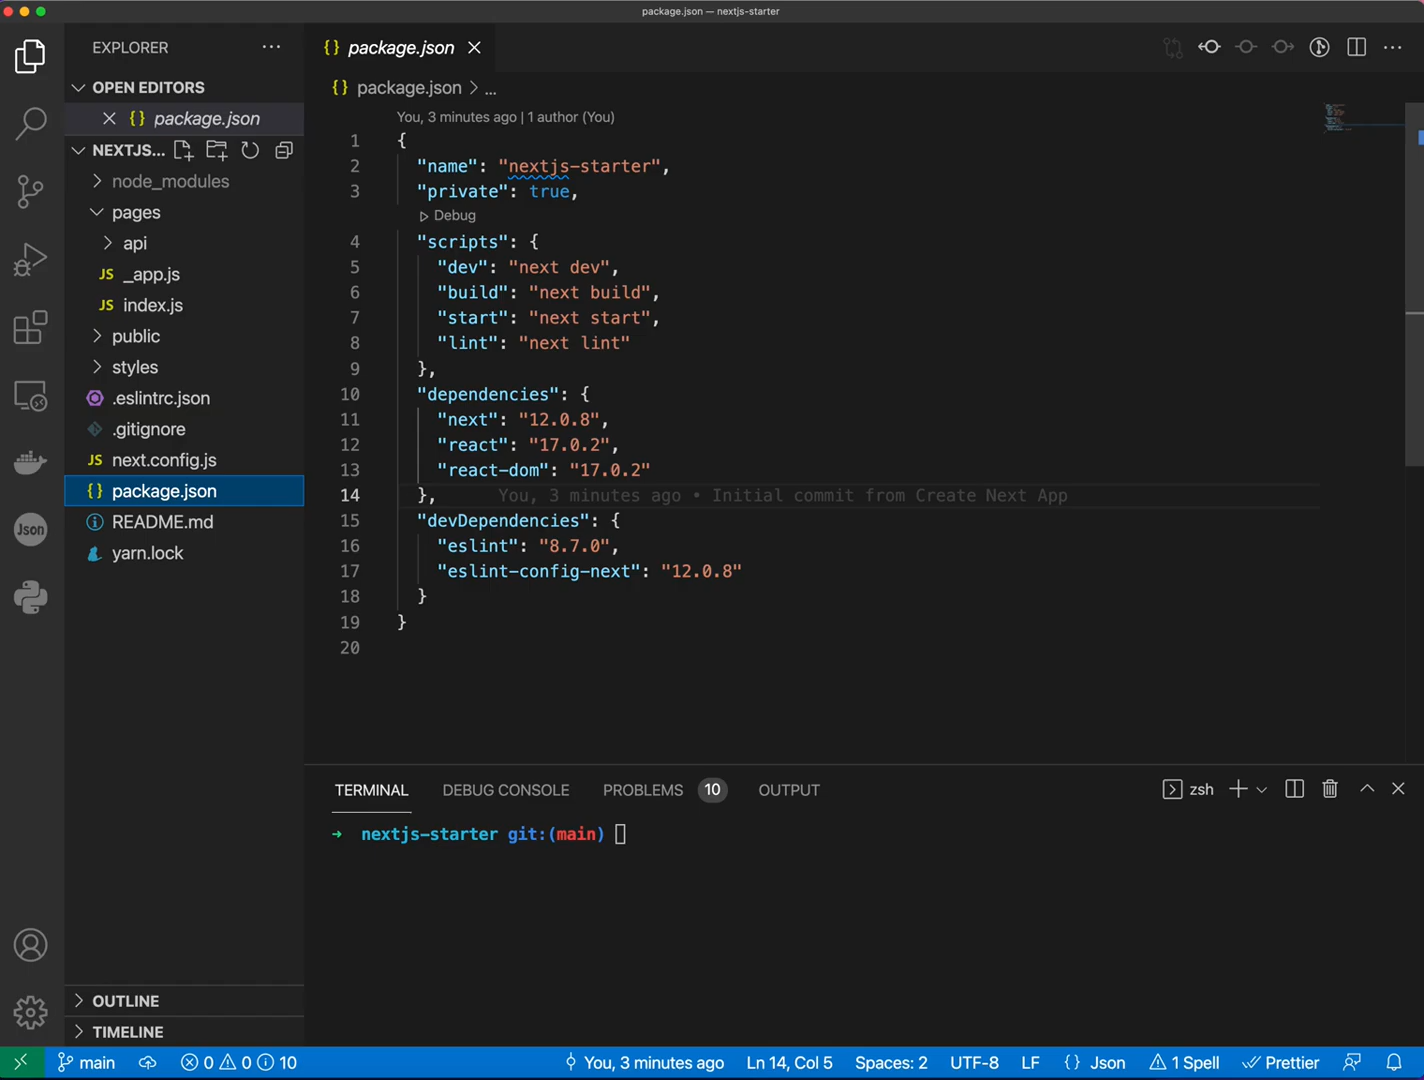 package.json — nextjs-starter
EXPLORER
OPEN EDITORS
{} package.json
NEXTJS...
node_modules
pages
api
JS _app.js
JS index.js
public
styles
.eslintrc.json
.gitignore
JS next.config.js
{} package.json
README.md
yarn.lock
OUTLINE
TIMELINE
Json
{} package.json
{} package.json > ...
You, 3 minutes ago | 1 author (You)
1 {
2 "name": "nextjs-starter",
3 "private": true,
Debug
4 "scripts": {
5 "dev": "next dev",
6 "build": "next build",
7 "start": "next start",
8 "lint": "next lint"
9 },
10 "dependencies": {
11 "next": "12.0.8",
12 "react": "17.0.2",
13 "react-dom": "17.0.2"
14 }, You, 3 minutes ago • Initial commit from Create Next App
15 "devDependencies": {
16 "eslint": "8.7.0",
17 "eslint-config-next": "12.0.8"
18 }
19 }
20
TERMINAL DEBUG CONSOLE PROBLEMS 10 OUTPUT zsh
→ nextjs-starter git:(main)
main 0 0 10 You, 3 minutes ago Ln 14, Col 5 Spaces: 2 UTF-8 LF {} Json 1 Spell Prettier